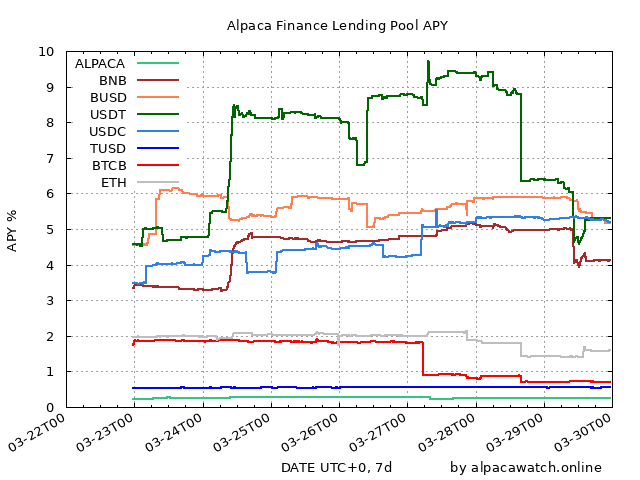 Alpaca Finance Lending Pool APY
APY %
10
9
8
7
6
5
4
3
2
1
0
ALPACA
BNB
BUSD
USDT
USDC
TUSD
BTCB
ETH
03-22T00
03-23T00
03-24T00
03-25T00
03-26T00
03-27T00
03-28T00
03-29T00
03-30T00
DATE UTC+0, 7d
by alpacawatch.online